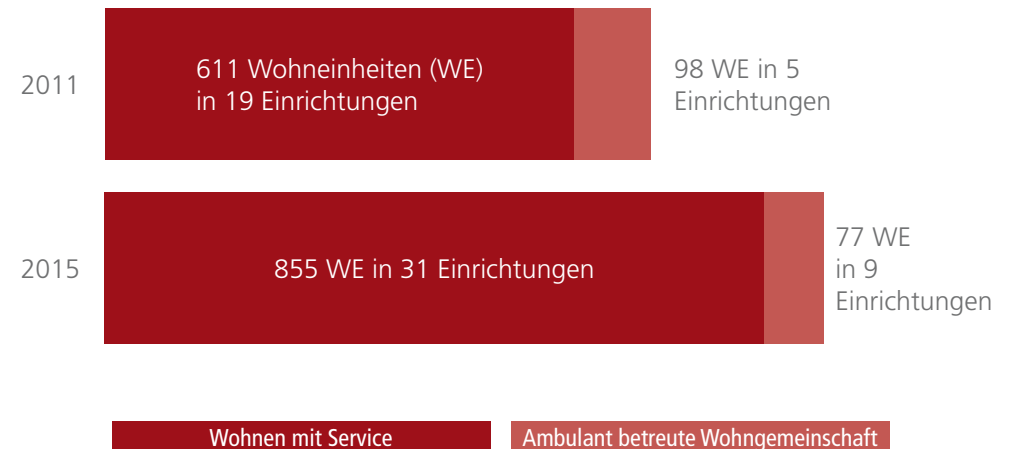 2011
611 Wohneinheiten (WE)
in 19 Einrichtungen
98 WE in 5
Einrichtungen
2015
855 WE in 31 Einrichtungen
77 WE
in 9
Einrichtungen
Wohnen mit Service
Ambulant betreute Wohngemeinschaft